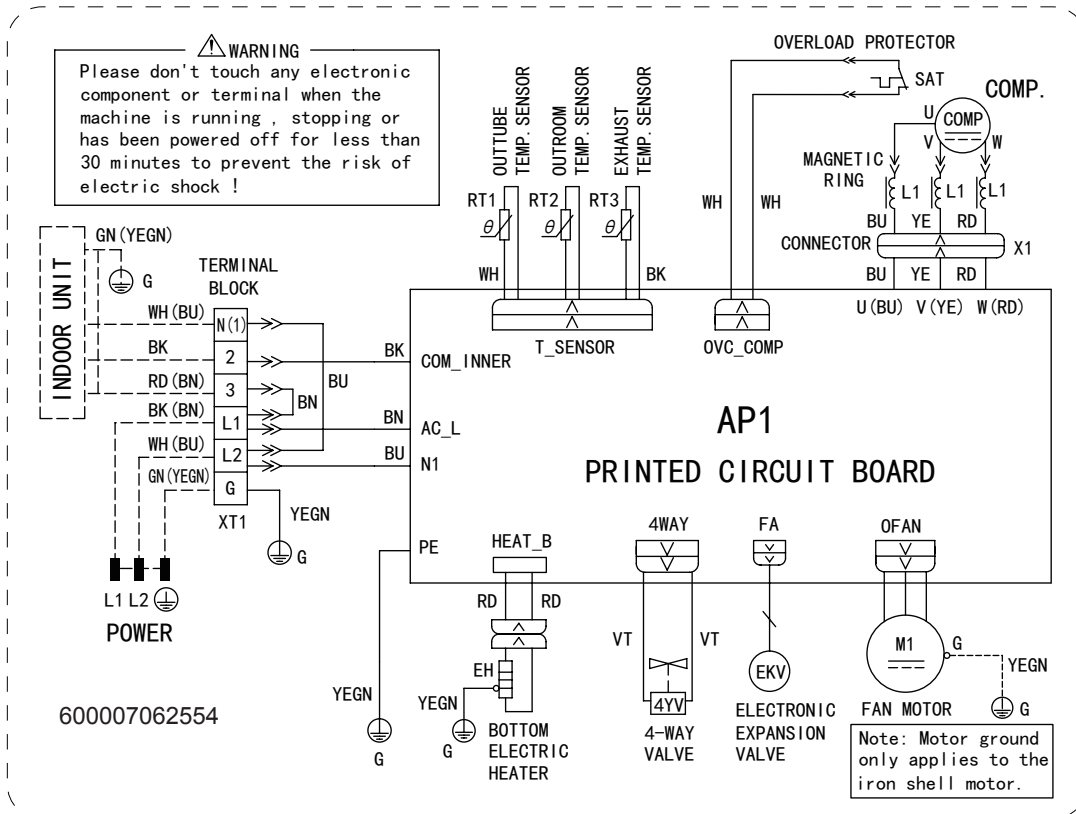 WARNING
Please don't touch any electronic
component or terminal when the
machine is running , stopping or
has been powered off for less than
30 minutes to prevent the risk of
electric shock !
OUTTUBE
TEMP. SENSOR
OUTROOM
TEMP. SENSOR
EXHAUST
TEMP. SENSOR
RT1
RT2
RT3
θ
θ
θ
WH
BK
OVERLOAD PROTECTOR
SAT
WH
WH
COMP.
COMP
U
V
W
MAGNETIC
RING
L1
L1
L1
BU
YE
RD
CONNECTOR
X1
BU
YE
RD
U(BU)
V(YE)
W(RD)
T_SENSOR
OVC_COMP
INDOOR UNIT
GN(YEGN)
G
TERMINAL
BLOCK
WH(BU)
N(1)
BK
2
RD(BN)
3
BK(BN)
L1
WH(BU)
L2
GN(YEGN)
G
XT1
BU
BN
YEGN
G
BK
COM_INNER
BN
AC_L
BU
N1
PE
AP1
PRINTED CIRCUIT BOARD
L1
L2
POWER
600007062554
YEGN
G
HEAT_B
RD
RD
EH
YEGN
G
BOTTOM
ELECTRIC
HEATER
4WAY
VT
VT
4YV
4-WAY
VALVE
FA
EKV
ELECTRONIC
EXPANSION
VALVE
OFAN
M1
G
YEGN
G
FAN MOTOR
Note: Motor ground
only applies to the
iron shell motor.